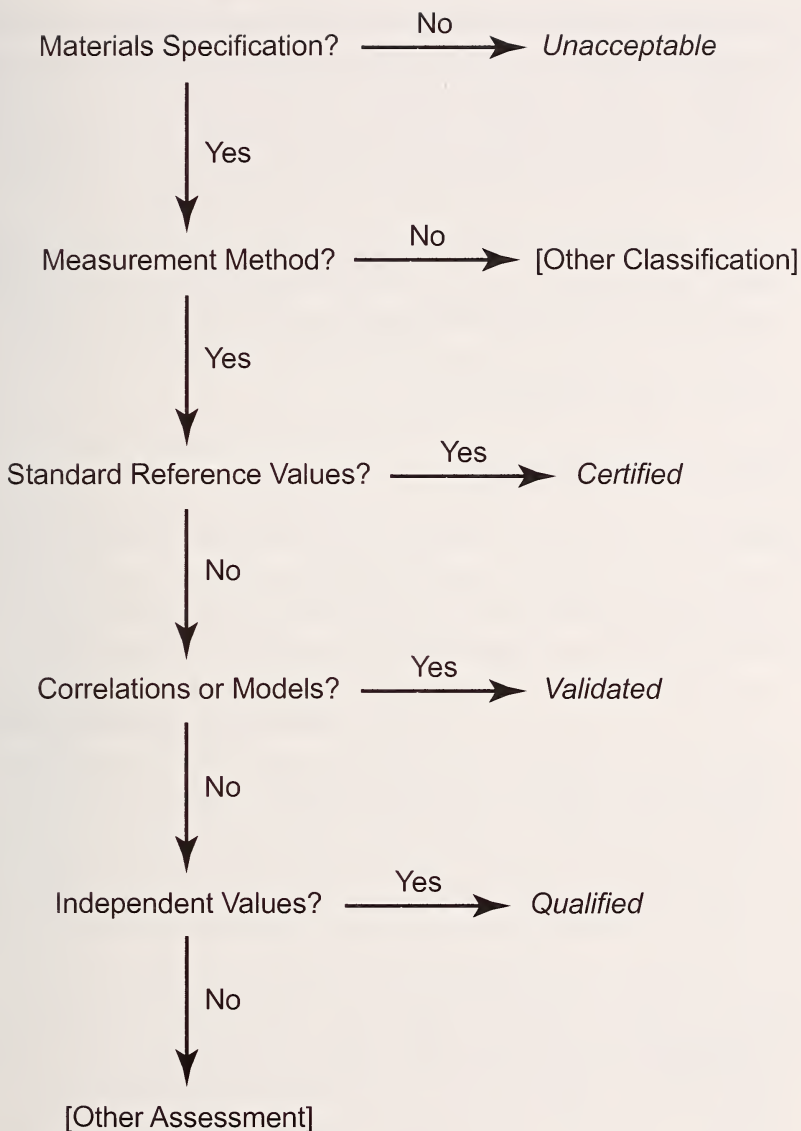 Materials Specification? No Unacceptable
Yes
Measurement Method? No [Other Classification]
Yes
Standard Reference Values? Yes Certified
No
Correlations or Models? Yes Validated
No
Independent Values? Yes Qualified
No
[Other Assessment]